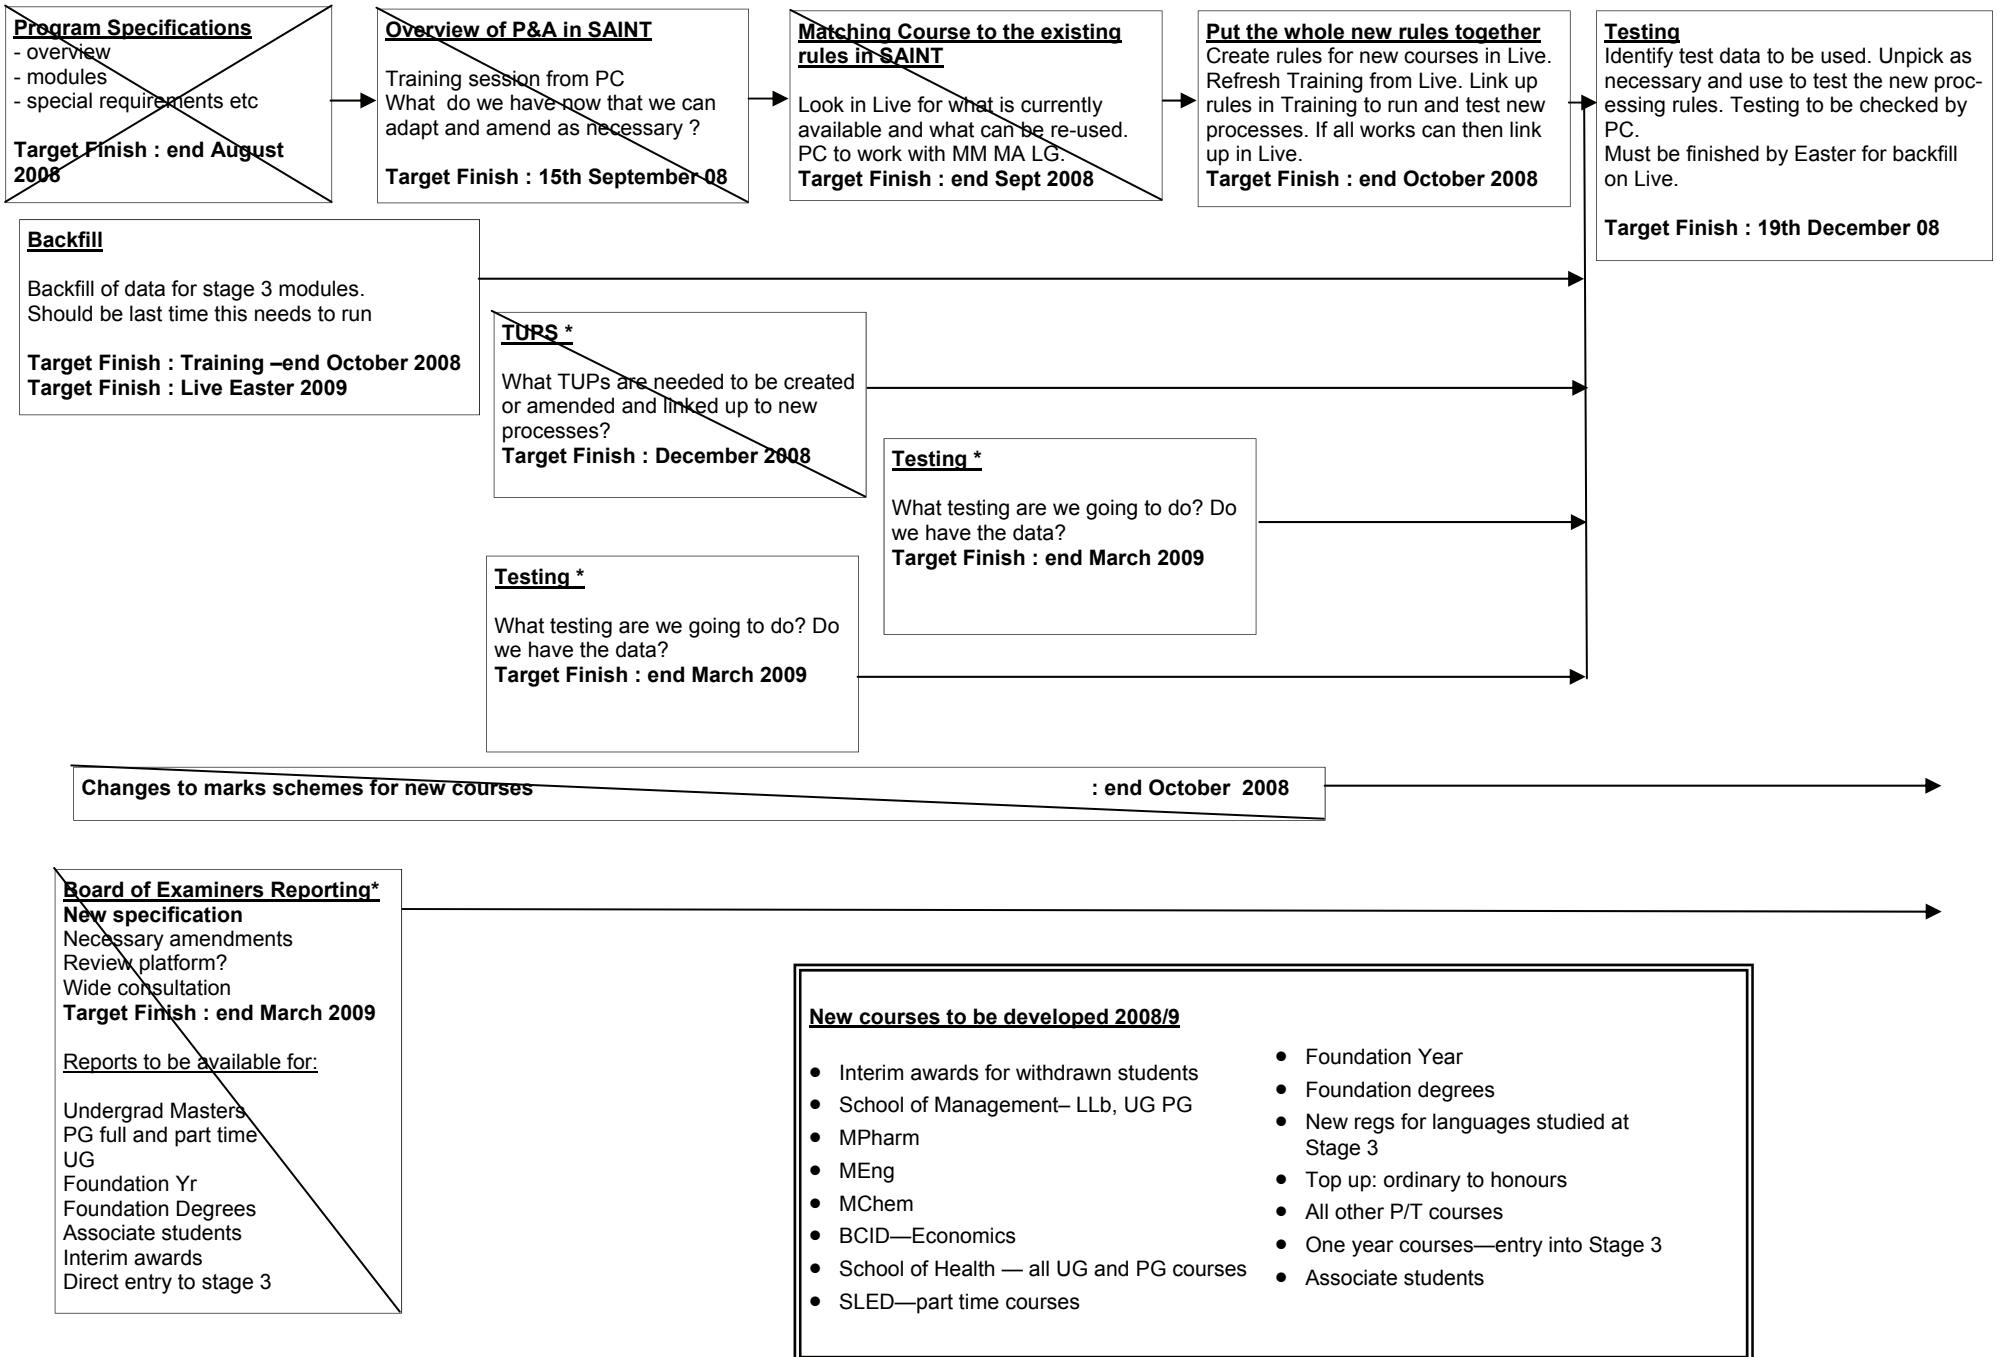 Program Specifications
- overview
- modules
- special requirements etc
Target Finish : end August
2008
Overview of P&A in SAINT
Training session from PC
What  do we have now that we can
adapt and amend as necessary ?
Target Finish : 15th September 08
Matching Course to the existing
rules in SAINT
Look in Live for what is currently
available and what can be re-used.
PC to work with MM MA LG.
Target Finish : end Sept 2008
Put the whole new rules together
Create rules for new courses in Live.
Refresh Training from Live. Link up
rules in Training to run and test new
processes. If all works can then link
up in Live.
Target Finish : end October 2008
Testing
Identify test data to be used. Unpick as
necessary and use to test the new proc-
essing rules. Testing to be checked by
PC.
Must be finished by Easter for backfill
on Live.
Target Finish : 19th December 08
Backfill
Backfill of data for stage 3 modules.
Should be last time this needs to run
Target Finish : Training –end October 2008
Target Finish : Live Easter 2009
TUPS *
What TUPs are needed to be created
or amended and linked up to new
processes?
Target Finish : December 2008
Testing *
What testing are we going to do? Do
we have the data?
Target Finish : end March 2009
Testing *
What testing are we going to do? Do
we have the data?
Target Finish : end March 2009
Changes to marks schemes for new courses : end October  2008
Board of Examiners Reporting*
New specification
Necessary amendments
Review platform?
Wide consultation
Target Finish : end March 2009
Reports to be available for:
Undergrad Masters
PG full and part time
UG
Foundation Yr
Foundation Degrees
Associate students
Interim awards
Direct entry to stage 3
New courses to be developed 2008/9
• Interim awards for withdrawn students
• School of Management– LLb, UG PG
• MPharm
• MEng
• MChem
• BCID—Economics
• School of Health — all UG and PG courses
• SLED—part time courses
• Foundation Year
• Foundation degrees
• New regs for languages studied at
Stage 3
• Top up: ordinary to honours
• All other P/T courses
• One year courses—entry into Stage 3
• Associate students